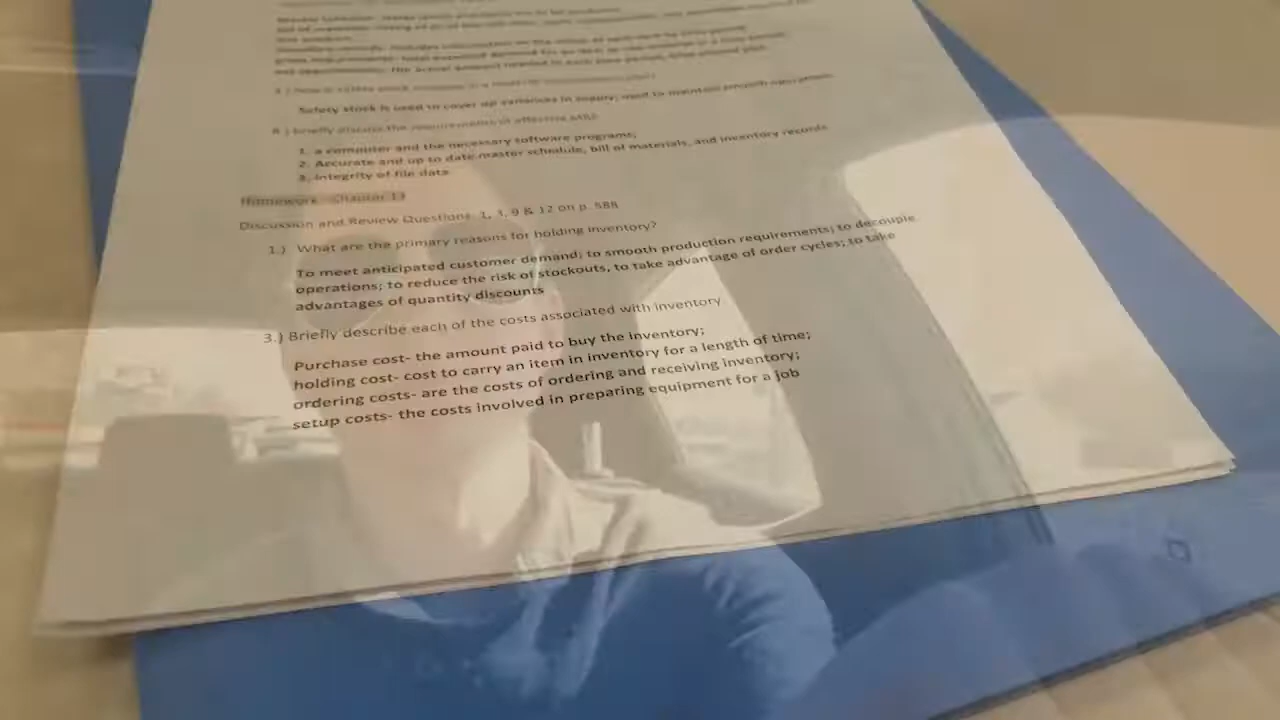 Safety stock is used to cover up variances in supply; used to maintain smooth operations
8.) Briefly discuss the requirements of effective MRP
1. a computer and the necessary software programs;
2. Accurate and up to date master schedule, bill of materials, and inventory records
3. Integrity of file data
Homework- Chapter 13
Discussion and Review Questions: 1, 3, 9 & 12 on p. 588
1.) What are the primary reasons for holding inventory?
To meet anticipated customer demand; to smooth production requirements; to decouple
operations; to reduce the risk of stockouts, to take advantage of order cycles; to take
advantages of quantity discounts
3.) Briefly describe each of the costs associated with inventory
Purchase cost- the amount paid to buy the inventory;
holding cost- cost to carry an item in inventory for a length of time;
ordering costs- are the costs of ordering and receiving inventory;
setup costs- the costs involved in preparing equipment for a job